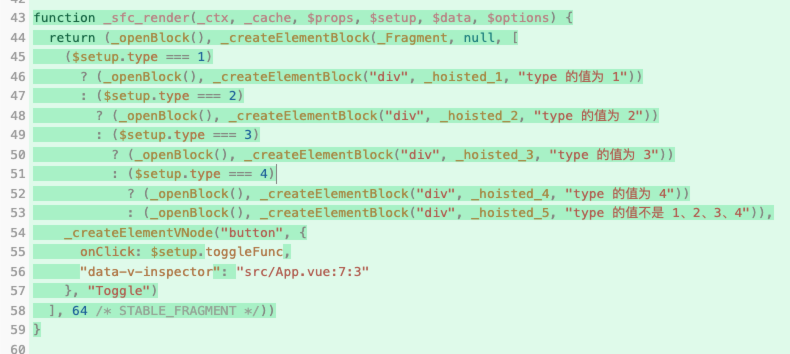 43 function _sfc_render(_ctx, _cache, $props, $setup, $data, $options) {
44   return (_openBlock(), _createElementBlock(_Fragment, null, [
45     ($setup.type === 1)
46       ? (_openBlock(), _createElementBlock("div", _hoisted_1, "type 的值为 1"))
47       : ($setup.type === 2)
48         ? (_openBlock(), _createElementBlock("div", _hoisted_2, "type 的值为 2"))
49         : ($setup.type === 3)
50           ? (_openBlock(), _createElementBlock("div", _hoisted_3, "type 的值为 3"))
51           : ($setup.type === 4)
52             ? (_openBlock(), _createElementBlock("div", _hoisted_4, "type 的值为 4"))
53             : (_openBlock(), _createElementBlock("div", _hoisted_5, "type 的值不是 1、2、3、4")),
54     _createElementVNode("button", {
55       onClick: $setup.toggleFunc,
56       "data-v-inspector": "src/App.vue:7:3"
57     }, "Toggle")
58   ], 64 /* STABLE_FRAGMENT */))
59 }
60